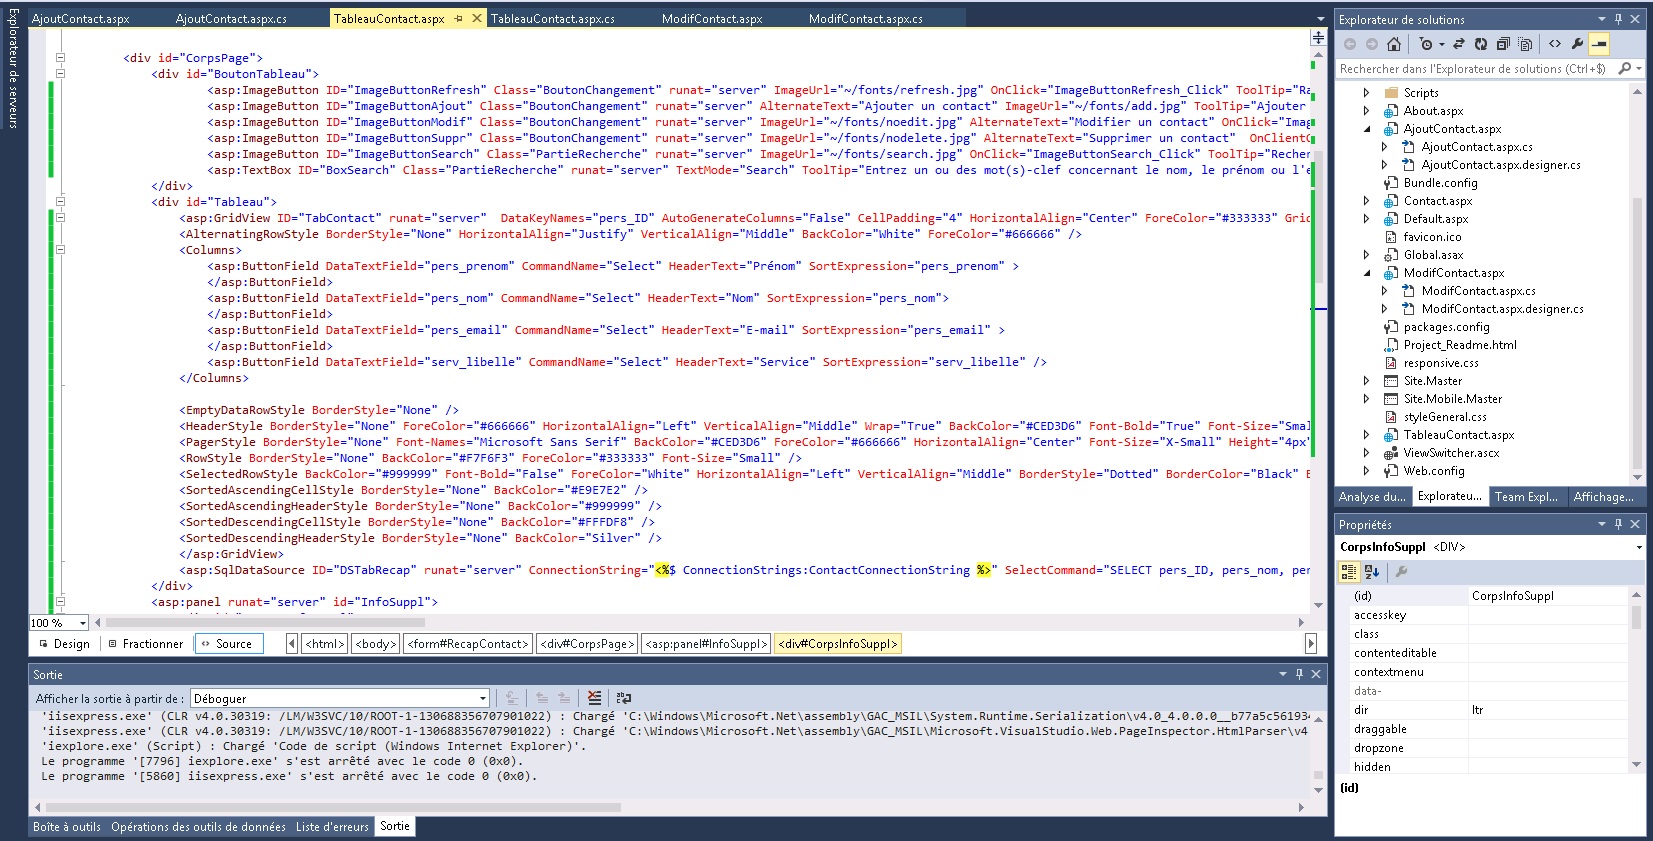 Explorateur de serveurs
AjoutContact.aspx
AjoutContact.aspx.cs
TableauContact.aspx
TableauContact.aspx.cs
ModifContact.aspx
ModifContact.aspx.cs
<div id="CorpsPage">
<div id="BoutonTableau">
<asp:ImageButton ID="ImageButtonRefresh" Class="BoutonChangement" runat="server" ImageUrl="~/fonts/refresh.jpg" OnClick="ImageButtonRefresh_Click" ToolTip="Ra
<asp:ImageButton ID="ImageButtonAjout" Class="BoutonChangement" runat="server" AlternateText="Ajouter un contact" ImageUrl="~/fonts/add.jpg" ToolTip="Ajouter
<asp:ImageButton ID="ImageButtonModif" Class="BoutonChangement" runat="server" ImageUrl="~/fonts/noedit.jpg" AlternateText="Modifier un contact" OnClick="Imag
<asp:ImageButton ID="ImageButtonSuppr" Class="BoutonChangement" runat="server" ImageUrl="~/fonts/nodelete.jpg" AlternateText="Supprimer un contact"  OnClientC
<asp:ImageButton ID="ImageButtonSearch" Class="PartieRecherche" runat="server" ImageUrl="~/fonts/search.jpg" OnClick="ImageButtonSearch_Click" ToolTip="Recher
<asp:TextBox ID="BoxSearch" Class="PartieRecherche" runat="server" TextMode="Search" ToolTip="Entrez un ou des mot(s)-clef concernant le nom, le prénom ou l'e
</div>
<div id="Tableau">
<asp:GridView ID="TabContact" runat="server"  DataKeyNames="pers_ID" AutoGenerateColumns="False" CellPadding="4" HorizontalAlign="Center" ForeColor="#333333" Grid
<AlternatingRowStyle BorderStyle="None" HorizontalAlign="Justify" VerticalAlign="Middle" BackColor="White" ForeColor="#666666" />
<Columns>
<asp:ButtonField DataTextField="pers_prenom" CommandName="Select" HeaderText="Prénom" SortExpression="pers_prenom" >
</asp:ButtonField>
<asp:ButtonField DataTextField="pers_nom" CommandName="Select" HeaderText="Nom" SortExpression="pers_nom">
</asp:ButtonField>
<asp:ButtonField DataTextField="pers_email" CommandName="Select" HeaderText="E-mail" SortExpression="pers_email" >
</asp:ButtonField>
<asp:ButtonField DataTextField="serv_libelle" CommandName="Select" HeaderText="Service" SortExpression="serv_libelle" />
</Columns>
<EmptyDataRowStyle BorderStyle="None" />
<HeaderStyle BorderStyle="None" ForeColor="#666666" HorizontalAlign="Left" VerticalAlign="Middle" Wrap="True" BackColor="#CED3D6" Font-Bold="True" Font-Size="Smal
<PagerStyle BorderStyle="None" Font-Names="Microsoft Sans Serif" BackColor="#CED3D6" ForeColor="#666666" HorizontalAlign="Center" Font-Size="X-Small" Height="4px"
<RowStyle BorderStyle="None" BackColor="#F7F6F3" ForeColor="#333333" Font-Size="Small" />
<SelectedRowStyle BackColor="#999999" Font-Bold="False" ForeColor="White" HorizontalAlign="Left" VerticalAlign="Middle" BorderStyle="Dotted" BorderColor="Black" B
<SortedAscendingCellStyle BorderStyle="None" BackColor="#E9E7E2" />
<SortedAscendingHeaderStyle BorderStyle="None" BackColor="#999999" />
<SortedDescendingCellStyle BorderStyle="None" BackColor="#FFFDF8" />
<SortedDescendingHeaderStyle BorderStyle="None" BackColor="Silver" />
</asp:GridView>
<asp:SqlDataSource ID="DSTabRecap" runat="server" ConnectionString="<%$ ConnectionStrings:ContactConnectionString %>" SelectCommand="SELECT pers_ID, pers_nom, per
</div>
<asp:panel runat="server" id="InfoSuppl">
100 %
Design
Fractionner
Source
<html>
<body>
<form#RecapContact>
<div#CorpsPage>
<asp:panel#InfoSuppl>
<div#CorpsInfoSuppl>
Sortie
Afficher la sortie à partir de :
Déboguer
'iisexpress.exe' (CLR v4.0.30319: /LM/W3SVC/10/ROOT-1-130688356707901022) : Chargé 'C:\Windows\Microsoft.Net\assembly\GAC_MSIL\System.Runtime.Serialization\v4.0_4.0.0.0__b77a5c56193
'iisexpress.exe' (CLR v4.0.30319: /LM/W3SVC/10/ROOT-1-130688356707901022) : Chargé 'C:\Windows\Microsoft.Net\assembly\GAC_MSIL\Microsoft.VisualStudio.Web.PageInspector.HtmlParser\v4
'iexplore.exe' (Script) : Chargé 'Code de script (Windows Internet Explorer)'.
Le programme '[7796] iexplore.exe' s'est arrêté avec le code 0 (0x0).
Le programme '[5860] iisexpress.exe' s'est arrêté avec le code 0 (0x0).
Boîte à outils
Opérations des outils de données
Liste d'erreurs
Sortie
Explorateur de solutions
Rechercher dans l'Explorateur de solutions (Ctrl+$)
Scripts
About.aspx
AjoutContact.aspx
AjoutContact.aspx.cs
AjoutContact.aspx.designer.cs
Bundle.config
Contact.aspx
Default.aspx
favicon.ico
Global.asax
ModifContact.aspx
ModifContact.aspx.cs
ModifContact.aspx.designer.cs
packages.config
Project_Readme.html
responsive.css
Site.Master
Site.Mobile.Master
styleGeneral.css
TableauContact.aspx
ViewSwitcher.ascx
Web.config
Analyse du...
Explorateu...
Team Expl...
Affichage...
Propriétés
CorpsInfoSuppl <DIV>
(id) CorpsInfoSuppl
accesskey
class
contenteditable
contextmenu
data-
dir ltr
draggable
dropzone
hidden
(id)